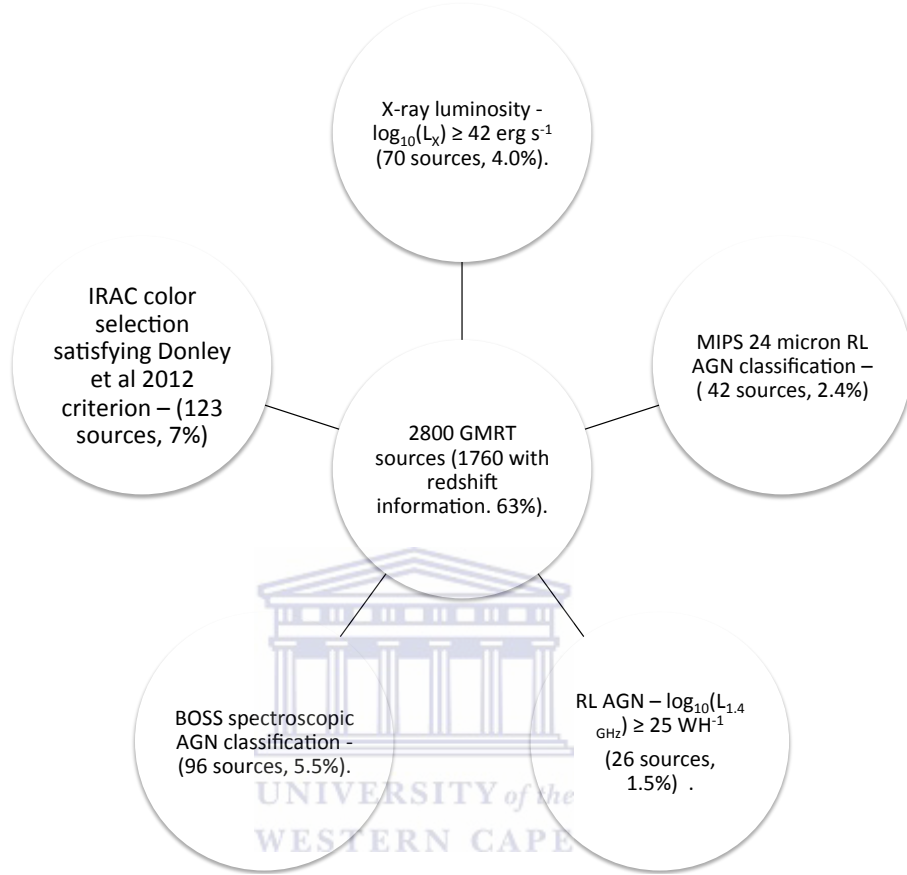 X-ray luminosity -
log₁₀(Lₓ) ≥ 42 erg s⁻¹
(70 sources, 4.0%).
IRAC color
selection
satisfying Donley
et al 2012
criterion – (123
sources, 7%)
MIPS 24 micron RL
AGN classification –
( 42 sources, 2.4%)
2800 GMRT
sources (1760 with
redshift
information. 63%).
BOSS spectroscopic
AGN classification -
(96 sources, 5.5%).
RL AGN – log₁₀(L₁.₄
GHz) ≥ 25 WH⁻¹
(26 sources,
1.5%) .
UNIVERSITY of the
WESTERN CAPE